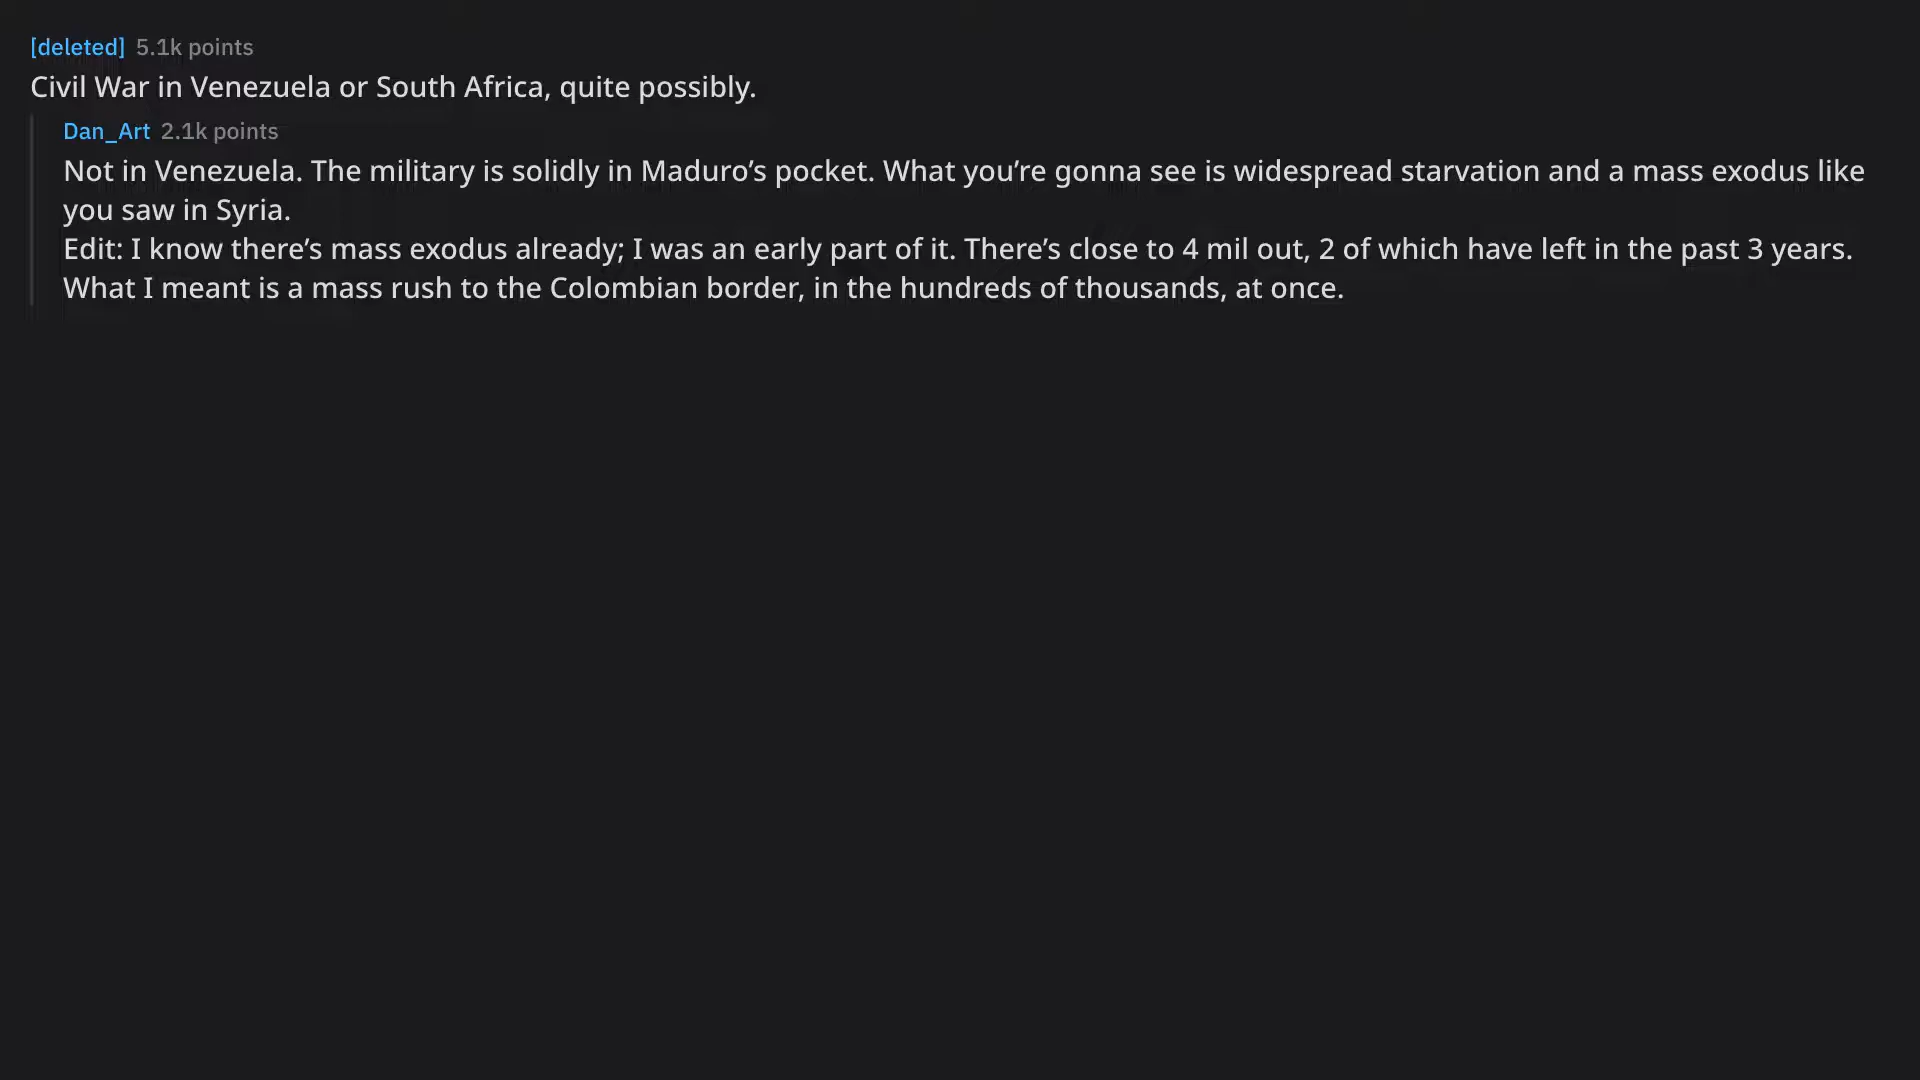 [deleted] 5.1k points
Civil War in Venezuela or South Africa, quite possibly.
Dan_Art 2.1k points
Not in Venezuela. The military is solidly in Maduro’s pocket. What you’re gonna see is widespread starvation and a mass exodus like
you saw in Syria.
Edit: I know there’s mass exodus already; I was an early part of it. There’s close to 4 mil out, 2 of which have left in the past 3 years.
What I meant is a mass rush to the Colombian border, in the hundreds of thousands, at once.